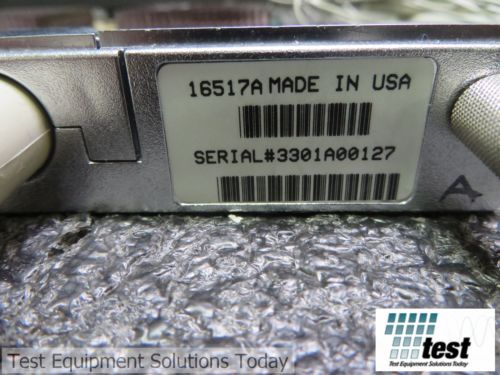 16517A MADE IN USA
SERIAL#3301A00127
A
test
Test Equipment Solutions Today
Test Equipment Solutions Today